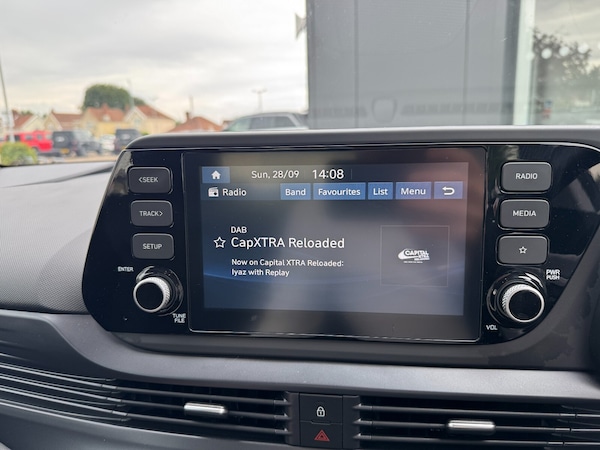 <SEEK
TRACK>
SETUP
ENTER
TUNE
FILE
Sun, 28/09 14:08
Radio Band Favourites List Menu
DAB
CapXTRA Reloaded
Now on Capital XTRA Reloaded:
Iyaz with Replay
CAPITAL
RADIO
MEDIA
PWR
PUSH
VOL